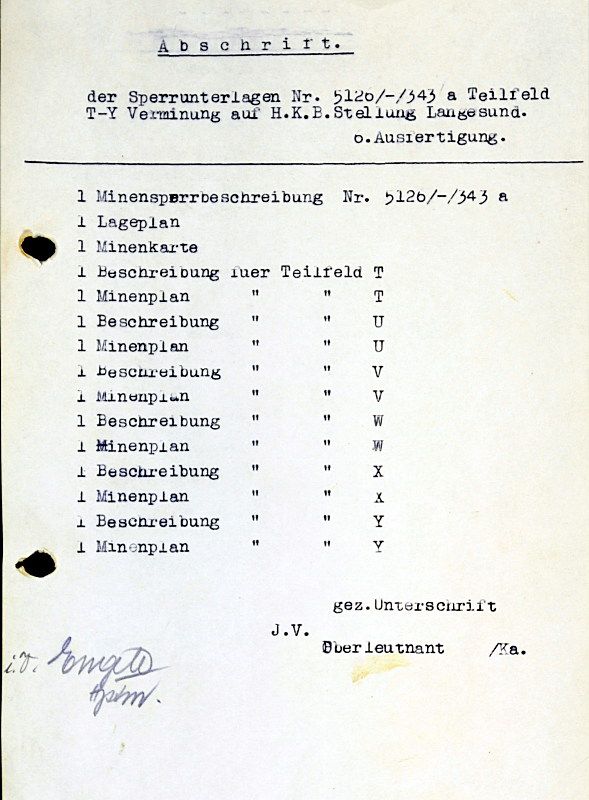 Abschrift.
der Sperrunterlagen Nr. 5126/-/343 a Teilfeld
T-Y Verminung auf H.K.B.Stellung Langesund.
6.Ausfertigung.
1 Minensperrbeschreibung Nr. 5126/-/343 a
1 Lageplan
1 Minenkarte
1 Beschreibung fuer Teilfeld T
1 Minenplan " " T
1 Beschreibung " " U
1 Minenplan " " U
1 Beschreibung " " V
1 Minenplan " " V
1 Beschreibung " " W
1 Minenplan " " W
1 Beschreibung " " X
1 Minenplan " " X
1 Beschreibung " " Y
1 Minenplan " " Y
gez.Unterschrift
J.V.
Oberleutnant /Ka.
i.V.